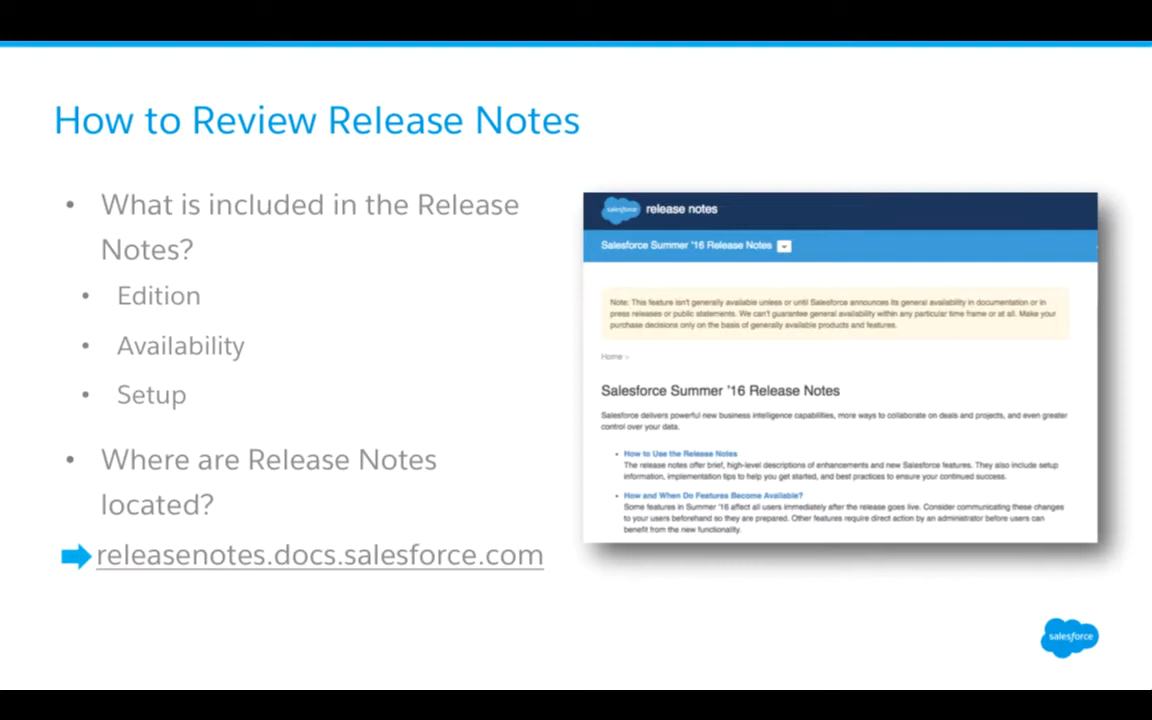 How to Review Release Notes
• What is included in the Release
Notes?
• Edition
• Availability
• Setup
• Where are Release Notes
located?
releasenotes.docs.salesforce.com
salesforce release notes
Salesforce Summer '16 Release Notes
Note: This feature isn't generally available unless or until Salesforce announces its general availability in documentation or in
press releases or public statements. We can't guarantee general availability within any particular time frame or at all. Make your
purchase decisions only on the basis of generally available products and features.
Home >
Salesforce Summer '16 Release Notes
Salesforce delivers powerful new business intelligence capabilities, more ways to collaborate on deals and projects, and even greater
control over your data.
• How to Use the Release Notes
The release notes offer brief, high-level descriptions of enhancements and new Salesforce features. They also include setup
information, implementation tips to help you get started, and best practices to ensure your continued success.
• How and When Do Features Become Available?
Some features in Summer '16 affect all users immediately after the release goes live. Consider communicating these changes
to your users beforehand so they are prepared. Other features require direct action by an administrator before users can
benefit from the new functionality.
salesforce